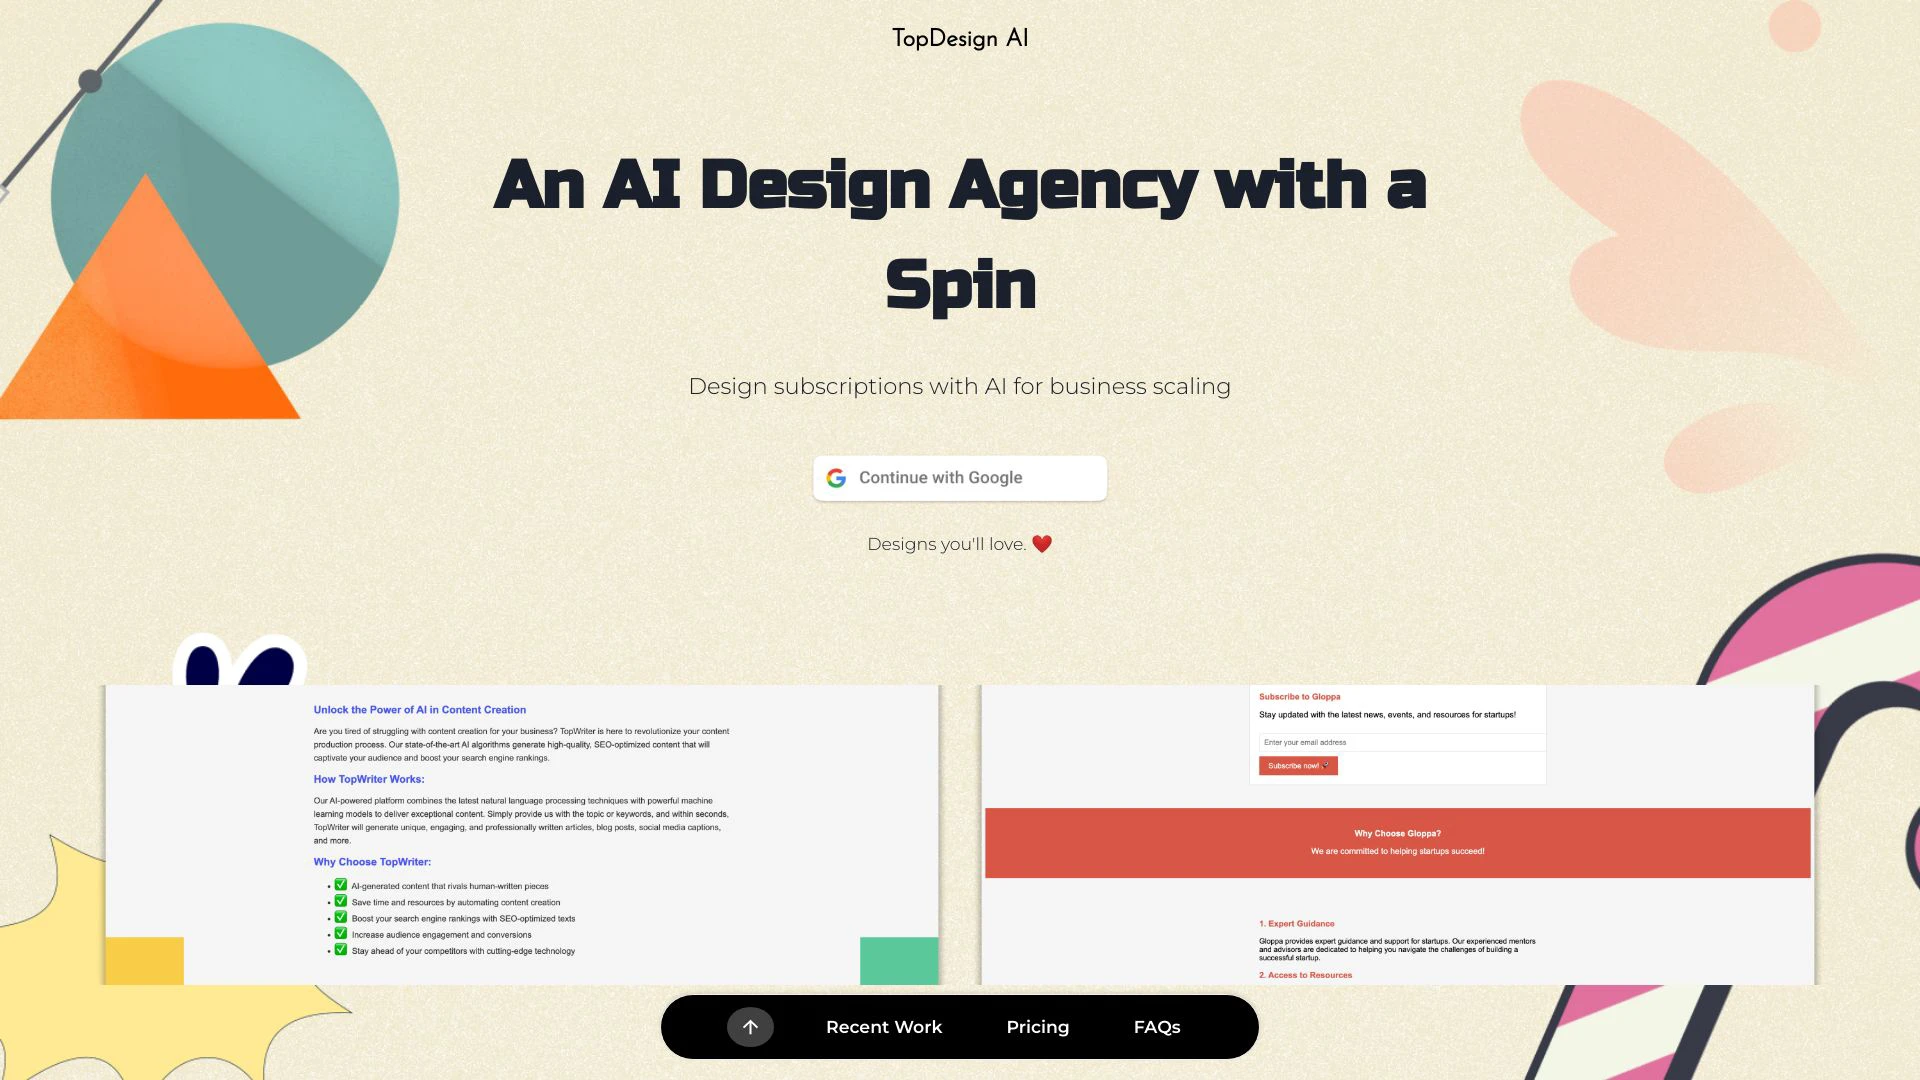 TopDesign AI
An AI Design Agency with a
Spin
Design subscriptions with AI for business scaling
Continue with Google
Designs you'll love. ❤️
Unlock the Power of AI in Content Creation
Are you tired of struggling with content creation for your business? TopWriter is here to revolutionize your content
production process. Our state-of-the-art AI algorithms generate high-quality, SEO-optimized content that will
captivate your audience and boost your search engine rankings.
How TopWriter Works:
Our AI-powered platform combines the latest natural language processing techniques with powerful machine
learning models to deliver exceptional content. Simply provide us with the topic or keywords, and within seconds,
TopWriter will generate unique, engaging, and professionally written articles, blog posts, social media captions,
and more.
Why Choose TopWriter:
• ✅ AI-generated content that rivals human-written pieces
• ✅ Save time and resources by automating content creation
• ✅ Boost your search engine rankings with SEO-optimized texts
• ✅ Increase audience engagement and conversions
• ✅ Stay ahead of your competitors with cutting-edge technology
Subscribe to Gloppa
Stay updated with the latest news, events, and resources for startups!
Enter your email address
Subscribe now! 🚀
Why Choose Gloppa?
We are committed to helping startups succeed!
1. Expert Guidance
Gloppa provides expert guidance and support for startups. Our experienced mentors
and advisors are dedicated to helping you navigate the challenges of building a
successful startup.
2. Access to Resources
Recent Work
Pricing
FAQs